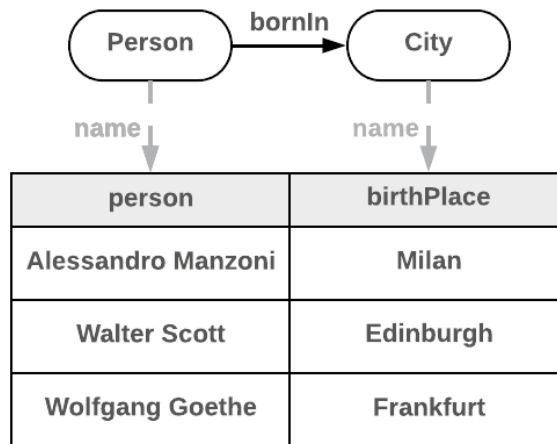 Person bornIn City
name name
person birthPlace
Alessandro Manzoni Milan
Walter Scott Edinburgh
Wolfgang Goethe Frankfurt